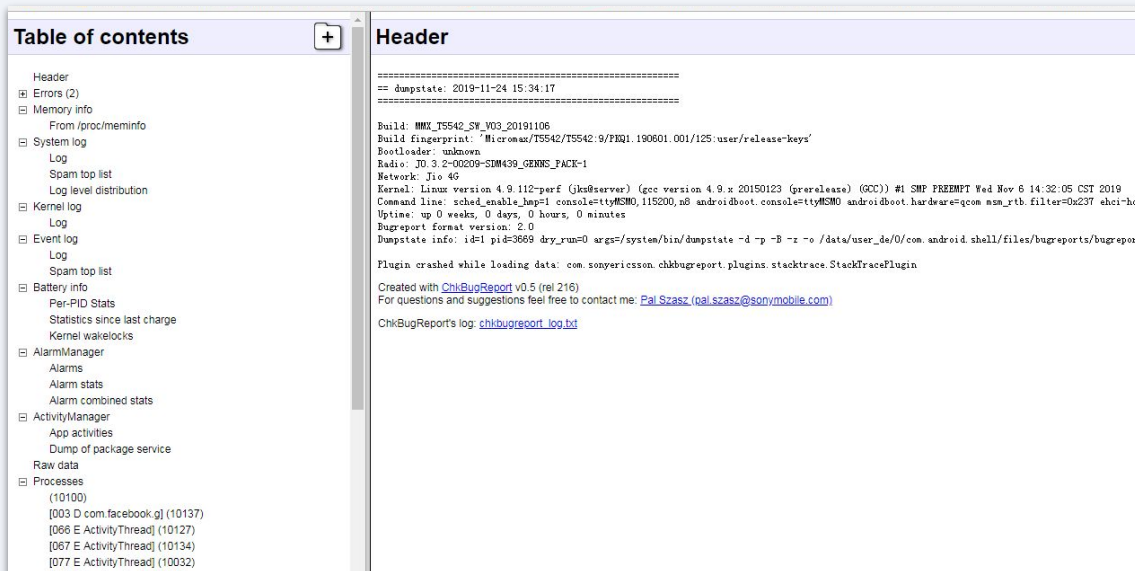 Table of contents
Header
Errors (2)
Memory info
From /proc/meminfo
System log
Log
Spam top list
Log level distribution
Kernel log
Log
Event log
Log
Spam top list
Battery info
Per-PID Stats
Statistics since last charge
Kernel wakelocks
AlarmManager
Alarms
Alarm stats
Alarm combined stats
ActivityManager
App activities
Dump of package service
Raw data
Processes
(10100)
[003 D com.facebook.g] (10137)
[066 E ActivityThread] (10127)
[067 E ActivityThread] (10134)
[077 E ActivityThread] (10032)
Header
========================================================
== dumpstate: 2019-11-24 15:34:17
========================================================
Build: MMX_T5542_SW_V03_20191106
Build fingerprint: 'Micromax/T5542/T5542:9/PKQ1.190601.001/125:user/release-keys'
Bootloader: unknown
Radio: JO.3.2-00209-SDM439_GENNS_PACK-1
Network: Jio 4G
Kernel: Linux version 4.9.112-perf (jks@server) (gcc version 4.9.x 20150123 (prerelease) (GCC)) #1 SMP PREEMPT Wed Nov 6 14:32:05 CST 2019
Command line: sched_enable_hmp=1 console=ttyMSM0,115200,n8 androidboot.console=ttyMSM0 androidboot.hardware=qcom msm_rtb.filter=0x237 ehci-hc
Uptime: up 0 weeks, 0 days, 0 hours, 0 minutes
Bugreport format version: 2.0
Dumpstate info: id=1 pid=3669 dry_run=0 args=/system/bin/dumpstate -d -p -B -z -o /data/user_de/0/com.android.shell/files/bugreports/bugrepor
Plugin crashed while loading data: com.sonyericsson.chkbugreport.plugins.stacktrace.StackTracePlugin
Created with ChkBugReport v0.5 (rel 216)
For questions and suggestions feel free to contact me: Pal Szasz (pal.szasz@sonymobile.com)
ChkBugReport's log: chkbugreport_log.txt